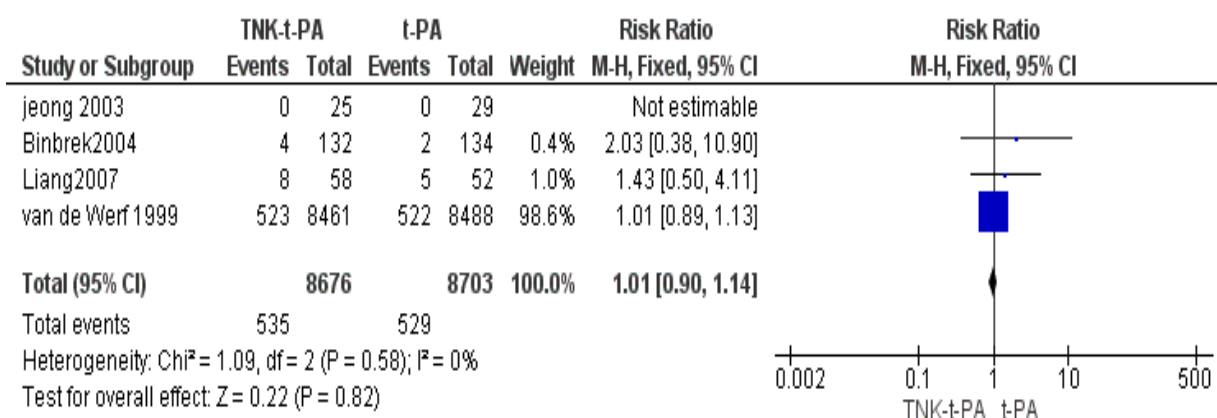 TNK-t-PA t-PA Risk Ratio Risk Ratio
Study or Subgroup Events Total Events Total Weight M-H, Fixed, 95% CI M-H, Fixed, 95% CI
jeong 2003 0 25 0 29 Not estimable
Binbrek2004 4 132 2 134 0.4% 2.03 [0.38, 10.90]
Liang2007 8 58 5 52 1.0% 1.43 [0.50, 4.11]
van de Werf 1999 523 8461 522 8488 98.6% 1.01 [0.89, 1.13]
Total (95% CI) 8676 8703 100.0% 1.01 [0.90, 1.14]
Total events 535 529
Heterogeneity: Chi² = 1.09, df = 2 (P = 0.58); I² = 0%
Test for overall effect: Z = 0.22 (P = 0.82)
0.002 0.1 1 10 500
TNK-t-PA t-PA